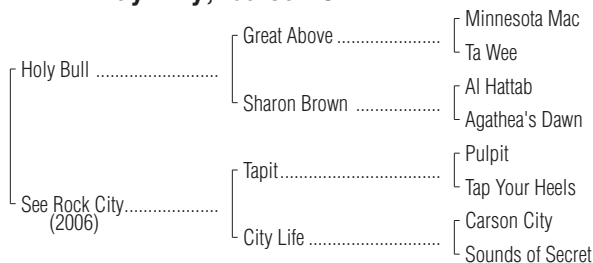 Great Above ..................
Minnesota Mac
Ta Wee
Holy Bull ........................
Sharon Brown ..................
Al Hattab
Agathea's Dawn
Tapit..............................
Pulpit
Tap Your Heels
See Rock City..................
(2006)
City Life ........................
Carson City
Sounds of Secret